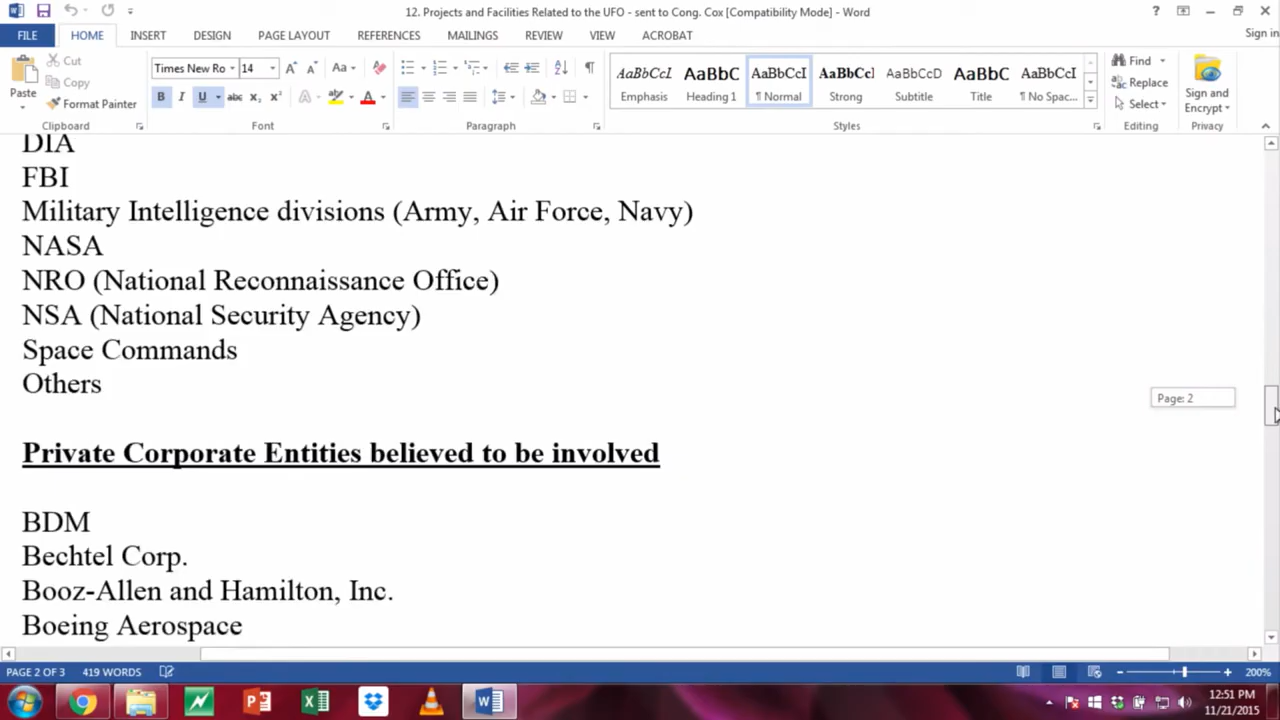 12. Projects and Facilities Related to the UFO - sent to Cong. Cox [Compatibility Mode] - Word
FILE HOME INSERT DESIGN PAGE LAYOUT REFERENCES MAILINGS REVIEW VIEW ACROBAT Sign in
Paste
Cut
Copy
Format Painter
Clipboard
Times New Ro 14
Font
Paragraph
AaBbCcI Emphasis
AaBbC Heading 1
AaBbCcI ¶ Normal
AaBbCcI Strong
AaBbCcD Subtitle
AaBbC Title
AaBbCcI ¶ No Spac...
Styles
Find
Replace
Select
Editing
Sign and
Encrypt
Privacy
DIA
FBI
Military Intelligence divisions (Army, Air Force, Navy)
NASA
NRO (National Reconnaissance Office)
NSA (National Security Agency)
Space Commands
Others
Page: 2
Private Corporate Entities believed to be involved
BDM
Bechtel Corp.
Booz-Allen and Hamilton, Inc.
Boeing Aerospace
PAGE 2 OF 3 419 WORDS 200%
12:51 PM
11/21/2015